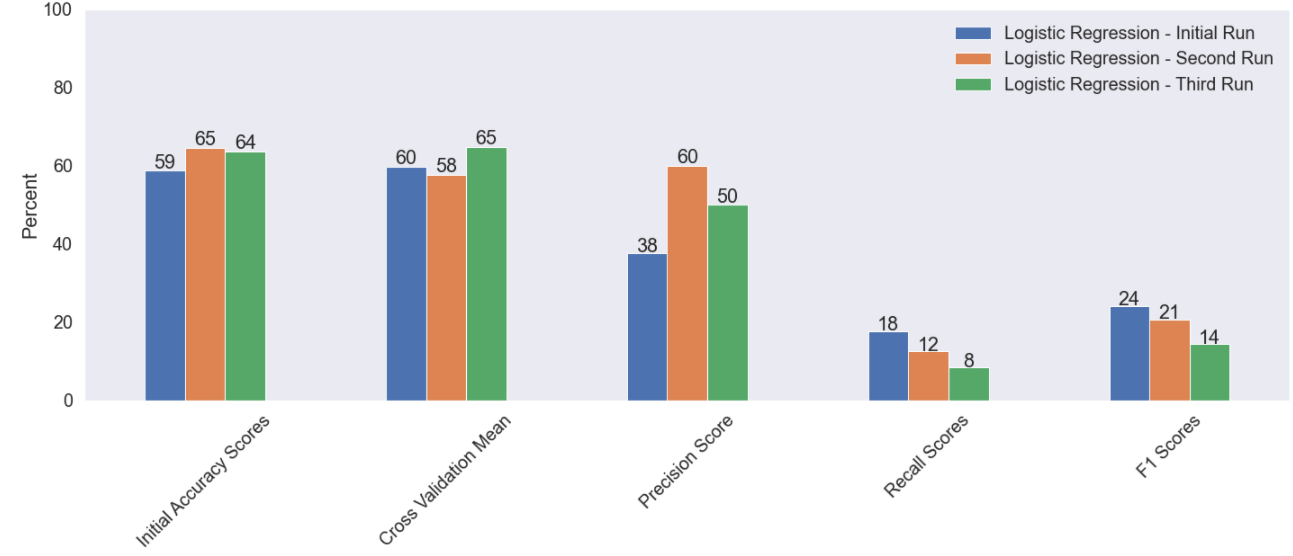 100
80
60
40
20
0
Percent
Logistic Regression - Initial Run
Logistic Regression - Second Run
Logistic Regression - Third Run
59
65
64
60
58
65
38
60
50
18
12
8
24
21
14
Initial Accuracy Scores
Cross Validation Mean
Precision Score
Recall Scores
F1 Scores